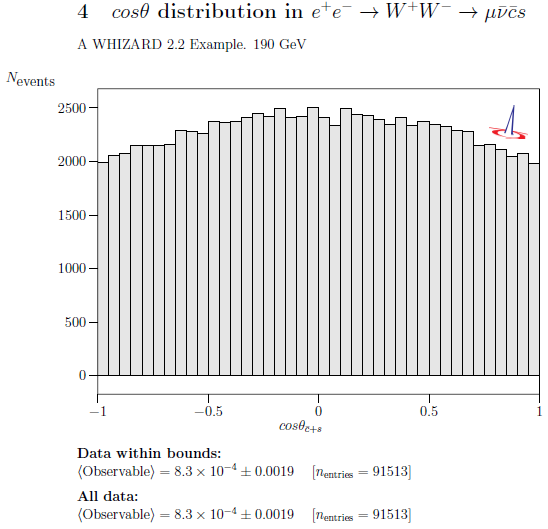 4 cosθ distribution in e⁺e⁻ → W⁺W⁻ → μν̄c̄s
A WHIZARD 2.2 Example. 190 GeV
N_events
2500
2000
1500
1000
500
0
−1 −0.5 0 0.5 1
cosθ_c̄+s
Data within bounds:
⟨Observable⟩ = 8.3 × 10⁻⁴ ± 0.0019 [n_entries = 91513]
All data:
⟨Observable⟩ = 8.3 × 10⁻⁴ ± 0.0019 [n_entries = 91513]